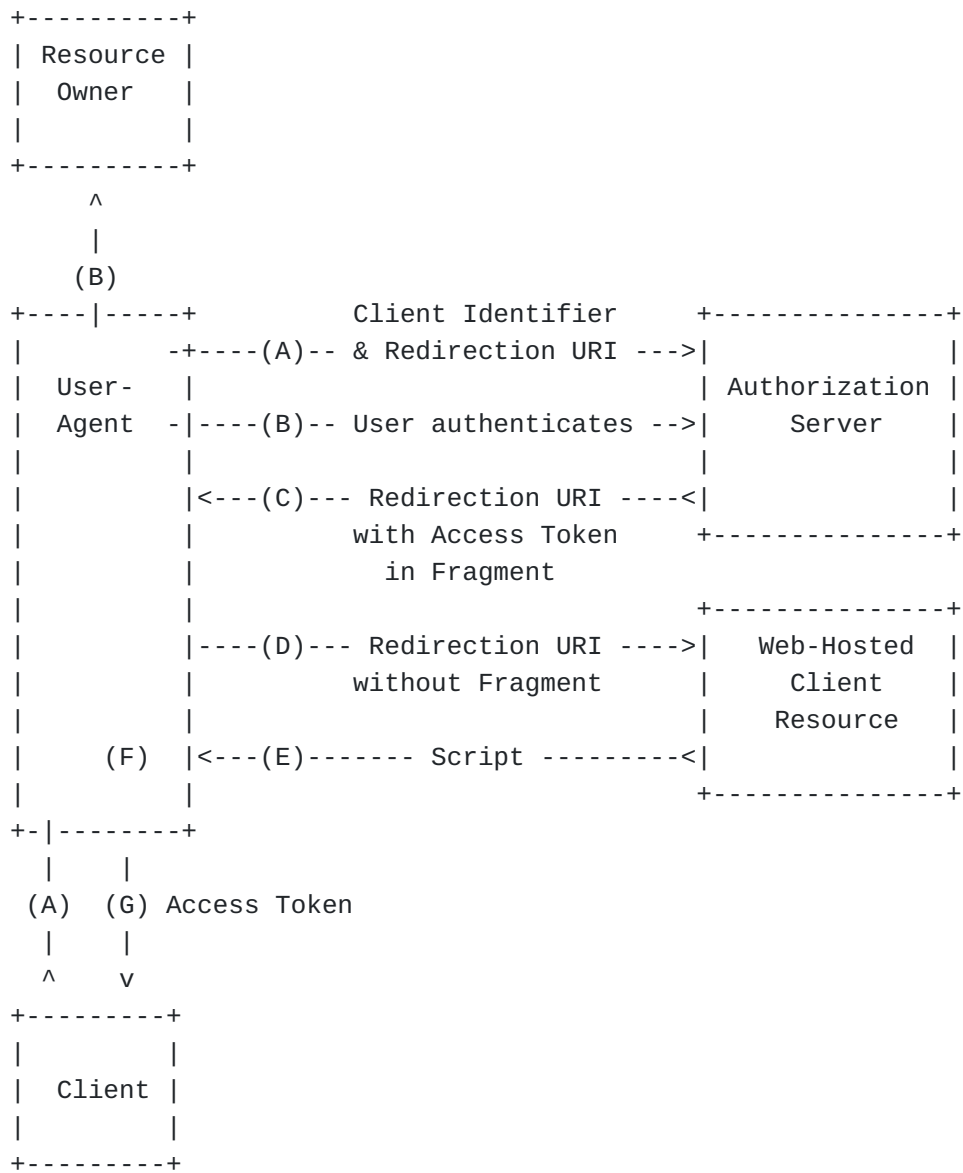 +----------+
| Resource |
|  Owner   |
|          |
+----------+
     ^
     |
    (B)
+----|-----+          Client Identifier     +---------------+
|         -+----(A)-- & Redirection URI --->|               |
|  User-   |                                | Authorization |
|  Agent  -|----(B)-- User authenticates -->|     Server    |
|          |                                |               |
|          |<---(C)--- Redirection URI ----<|               |
|          |          with Access Token     +---------------+
|          |            in Fragment
|          |                                +---------------+
|          |----(D)--- Redirection URI ---->|   Web-Hosted  |
|          |          without Fragment      |     Client    |
|          |                                |    Resource   |
|     (F)  |<---(E)------- Script ---------<|               |
|          |                                +---------------+
+-|--------+
  |    |
 (A)  (G) Access Token
  |    |
  ^    v
+---------+
|         |
|  Client |
|         |
+---------+